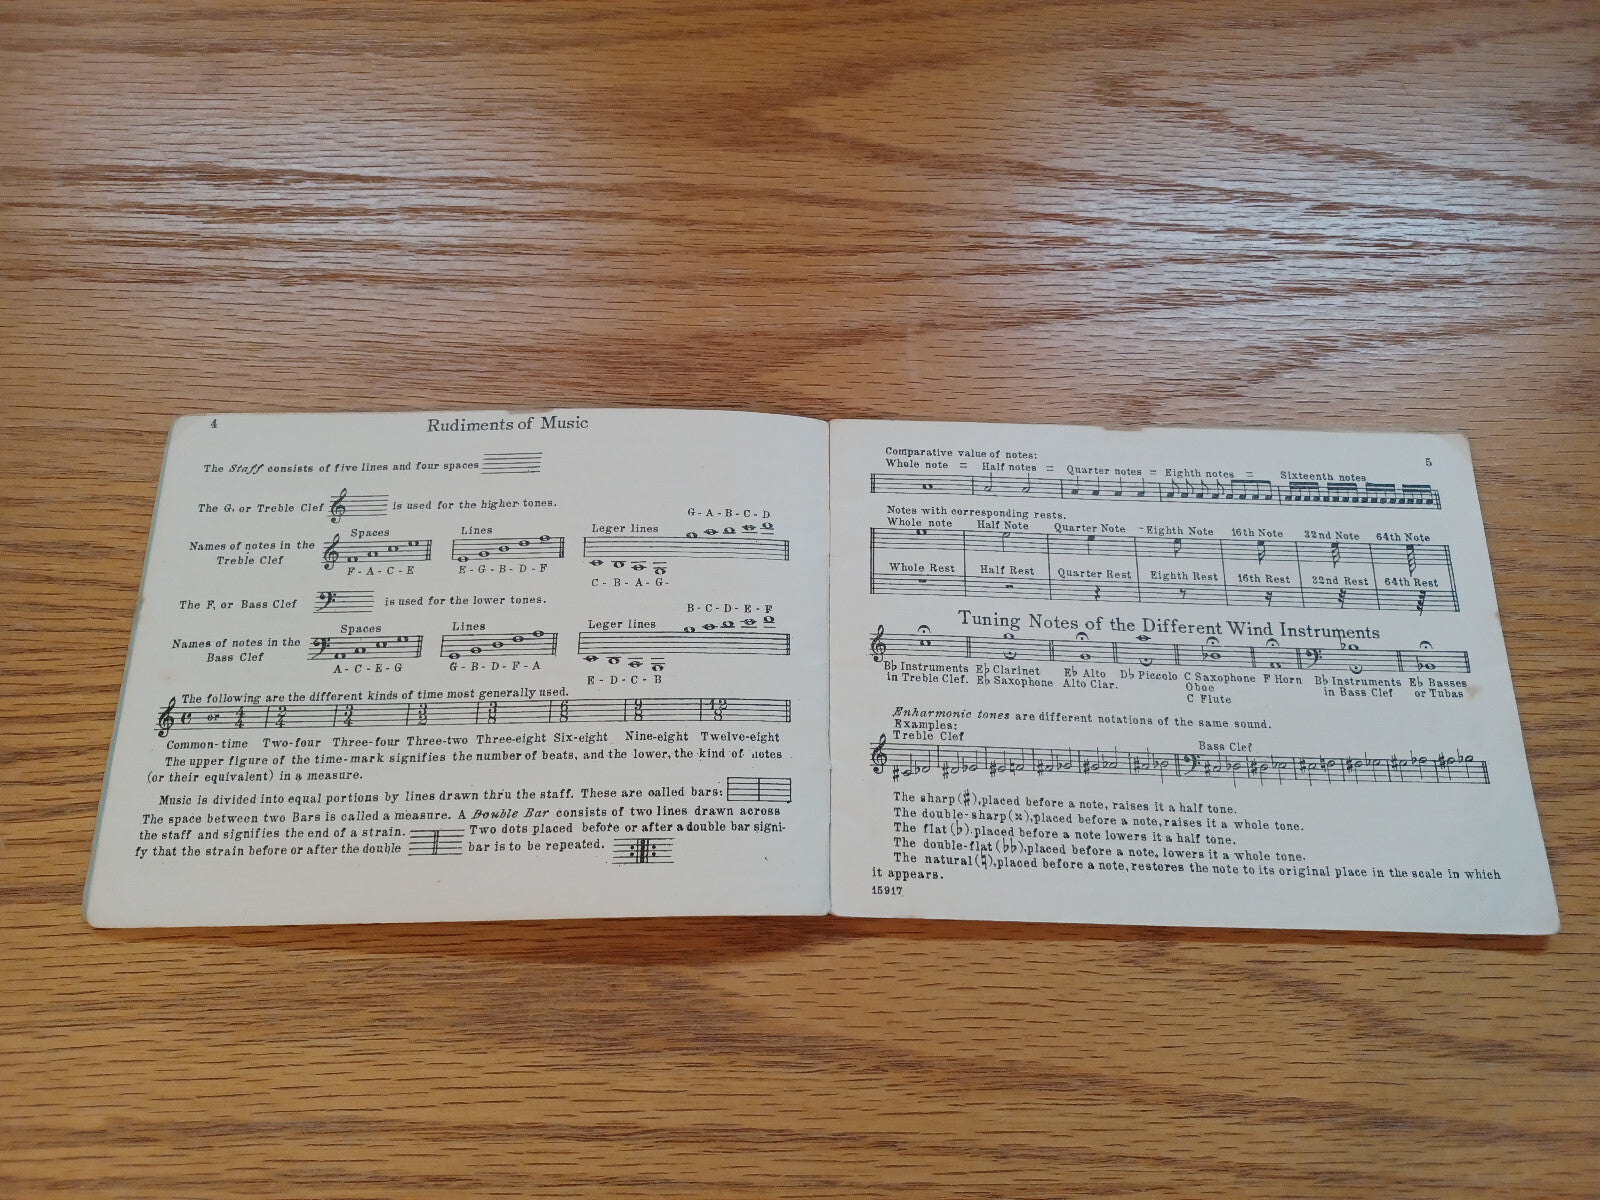 4
Rudiments of Music
The Staff consists of five lines and four spaces
The G, or Treble Clef is used for the higher tones.
G - A - B - C - D
Spaces Lines Leger lines
Names of notes in the
Treble Clef
F - A - C - E E - G - B - D - F
C - B - A - G-
The F, or Bass Clef is used for the lower tones.
B - C - D - E - F
Spaces Lines Leger lines
Names of notes in the
Bass Clef
A - C - E - G G - B - D - F - A
E - D - C - B
The following are the different kinds of time most generally used.
C or 4/4 2/4 3/4 3/2 3/8 6/8 9/8 12/8
Common-time Two-four Three-four Three-two Three-eight Six-eight Nine-eight Twelve-eight
The upper figure of the time-mark signifies the number of beats, and the lower, the kind of notes
(or their equivalent) in a measure.
Music is divided into equal portions by lines drawn thru the staff. These are called bars:
The space between two Bars is called a measure. A Double Bar consists of two lines drawn across
the staff and signifies the end of a strain. Two dots placed before or after a double bar signi-
fy that the strain before or after the double bar is to be repeated.
5
Comparative value of notes:
Whole note = Half notes = Quarter notes = Eighth notes = Sixteenth notes
Notes with corresponding rests.
Whole note Half Note Quarter Note Eighth Note 16th Note 32nd Note 64th Note
Whole Rest Half Rest Quarter Rest Eighth Rest 16th Rest 32nd Rest 64th Rest
Tuning Notes of the Different Wind Instruments
B♭ Instruments E♭ Clarinet E♭ Alto D♭ Piccolo C Saxophone F Horn B♭ Instruments E♭ Basses
in Treble Clef. E♭ Saxophone Alto Clar. Oboe in Bass Clef or Tubas
C Flute
Enharmonic tones are different notations of the same sound.
Examples:
Treble Clef Bass Clef
The sharp (♯), placed before a note, raises it a half tone.
The double-sharp (x), placed before a note, raises it a whole tone.
The flat (♭) placed before a note lowers it a half tone.
The double-flat (♭♭), placed before a note, lowers it a whole tone.
The natural (♮), placed before a note, restores the note to its original place in the scale in which
it appears.
15917